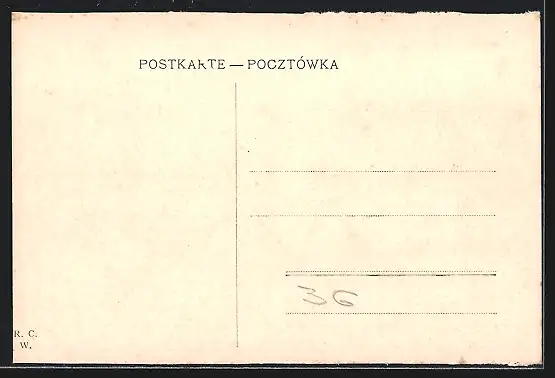 POSTKARTE — POCZTÓWKA
36
R. C.
W.